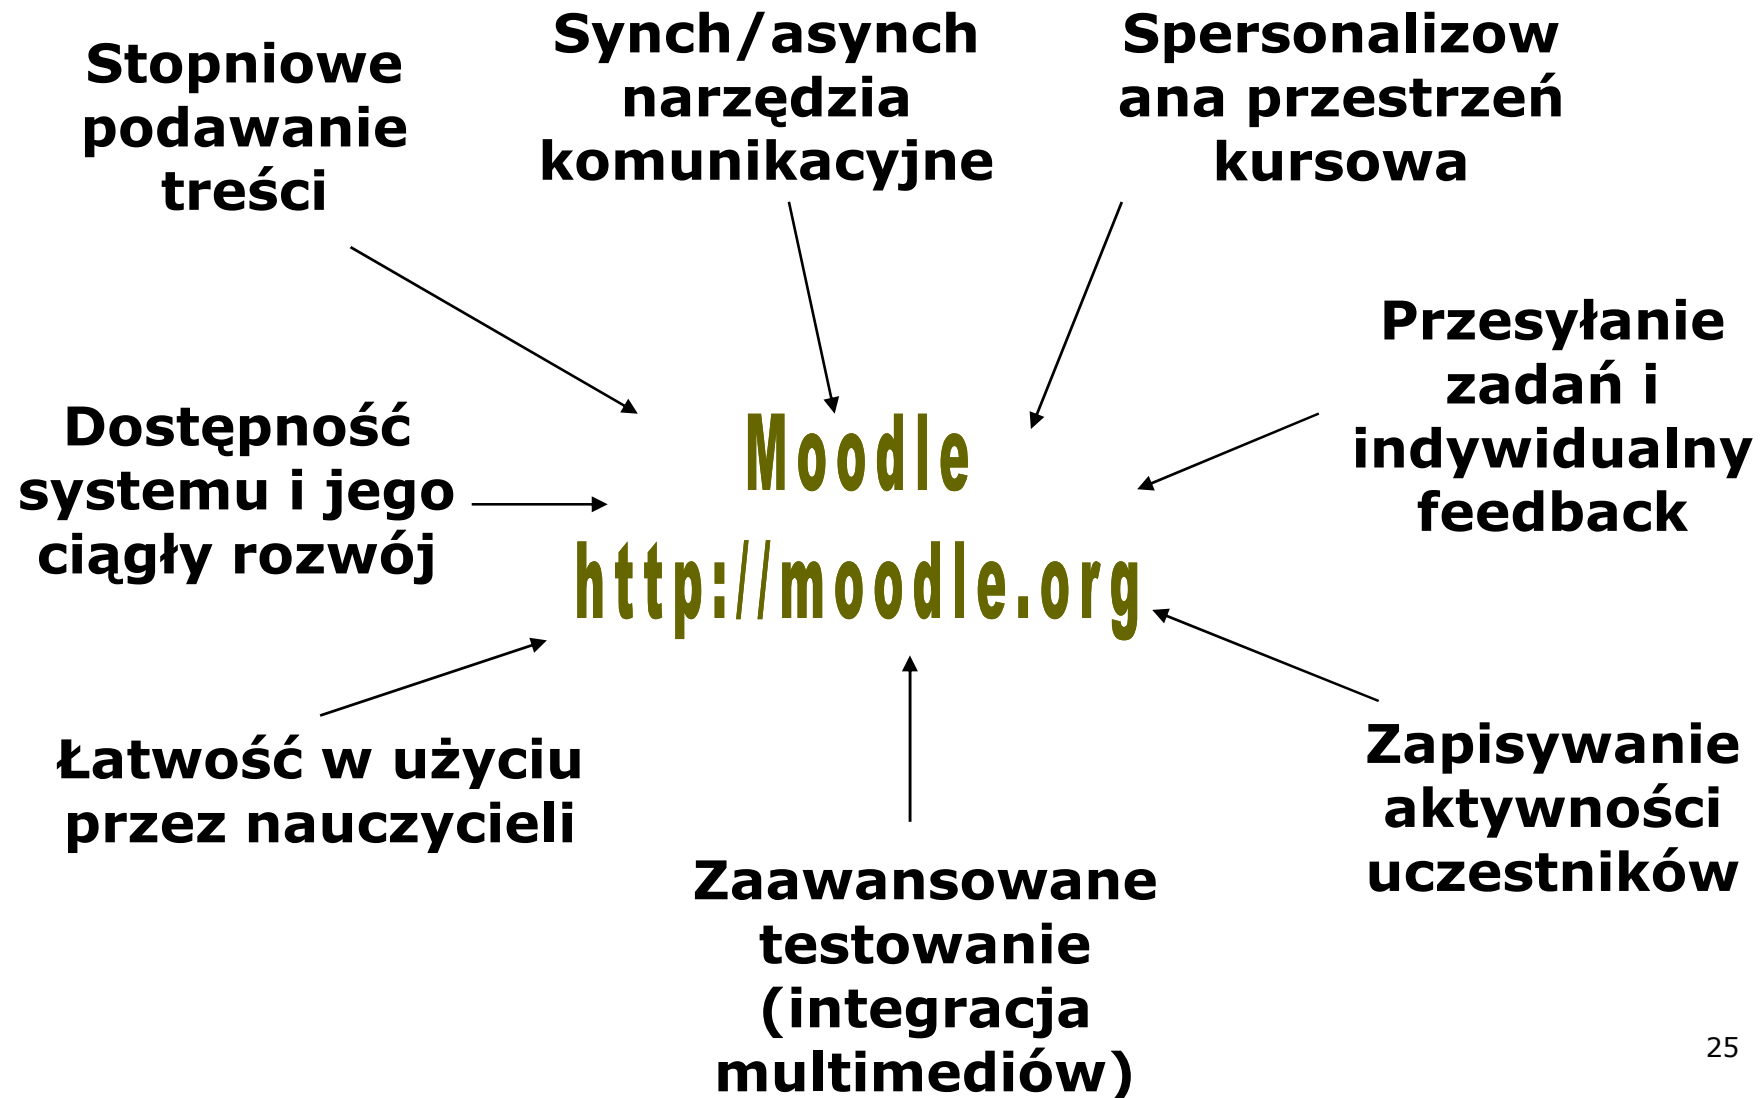 Stopniowe
podawanie
treści
Synch/asynch
narzędzia
komunikacyjne
Spersonalizow
ana przestrzeń
kursowa
Przesyłanie
zadań i
indywidualny
feedback
Dostępność
systemu i jego
ciągły rozwój
Moodle
http://moodle.org
Łatwość w użyciu
przez nauczycieli
Zapisywanie
aktywności
uczestników
Zaawansowane
testowanie
(integracja
multimediów)
25